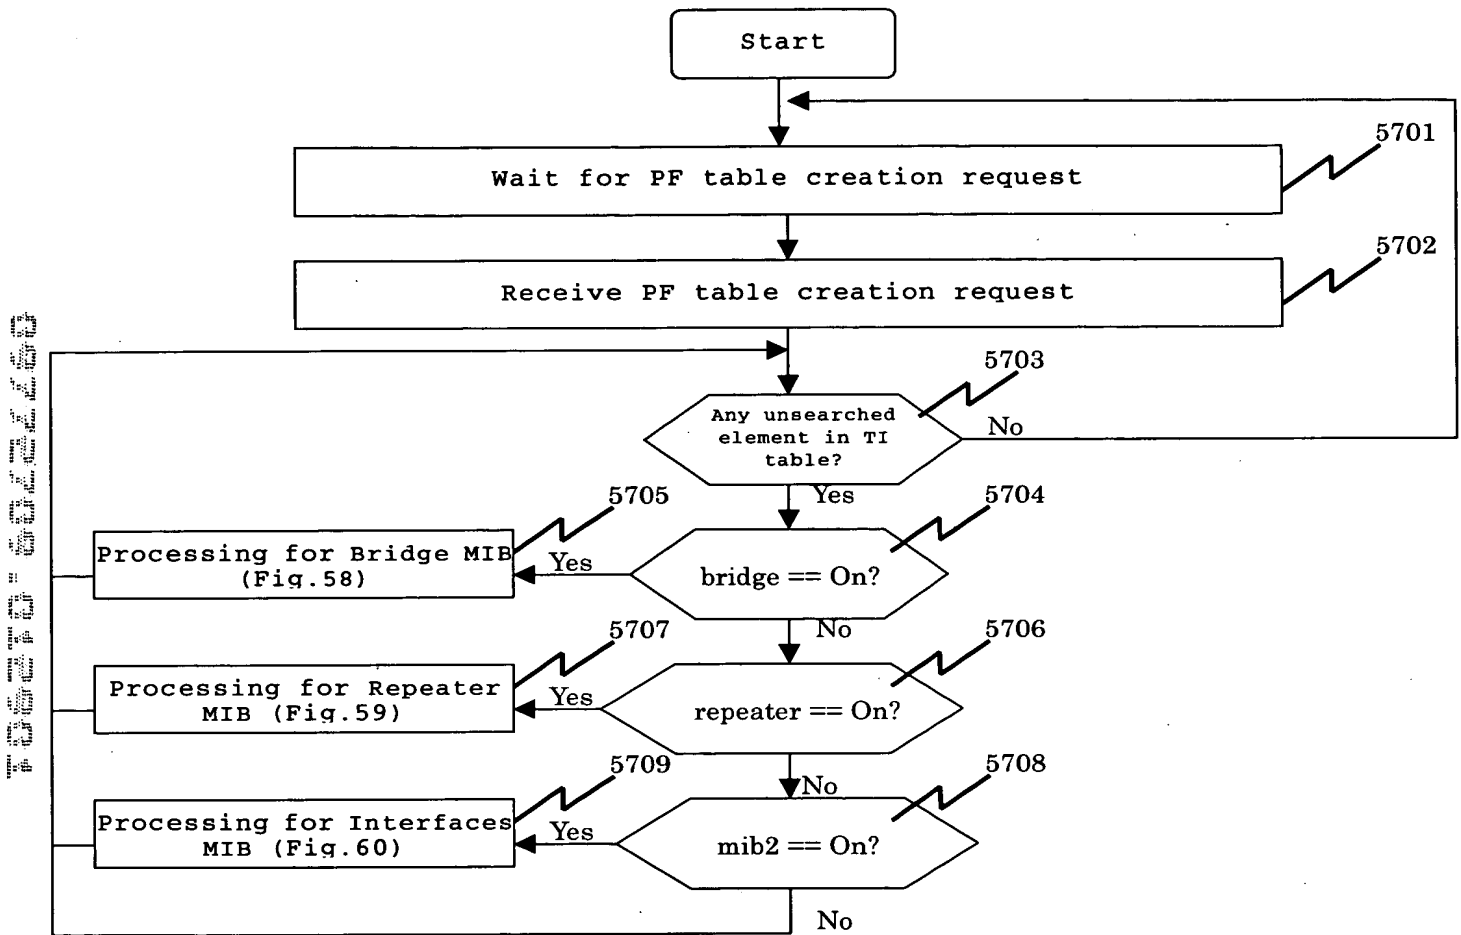 Start
5701
Wait for PF table creation request
5702
Receive PF table creation request
5703
Any unsearched
element in TI
table?
No
Yes
5704
5705
Processing for Bridge MIB
(Fig.58)
Yes
bridge == On?
No
5706
5707
Processing for Repeater
MIB (Fig.59)
Yes
repeater == On?
No
5708
5709
Processing for Interfaces
MIB (Fig.60)
Yes
mib2 == On?
No